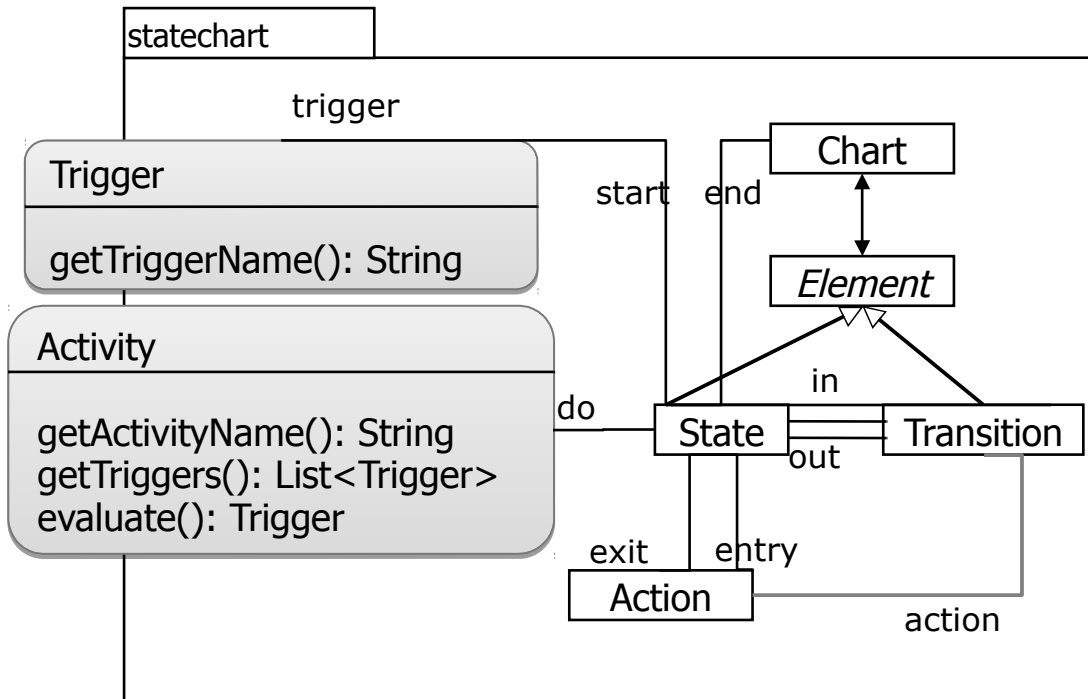 statechart
trigger
Chart
Trigger
start
end
getTriggerName(): String
Element
Activity
in
do
State
Transition
getActivityName(): String
out
getTriggers(): List<Trigger>
evaluate(): Trigger
exit
entry
Action
action